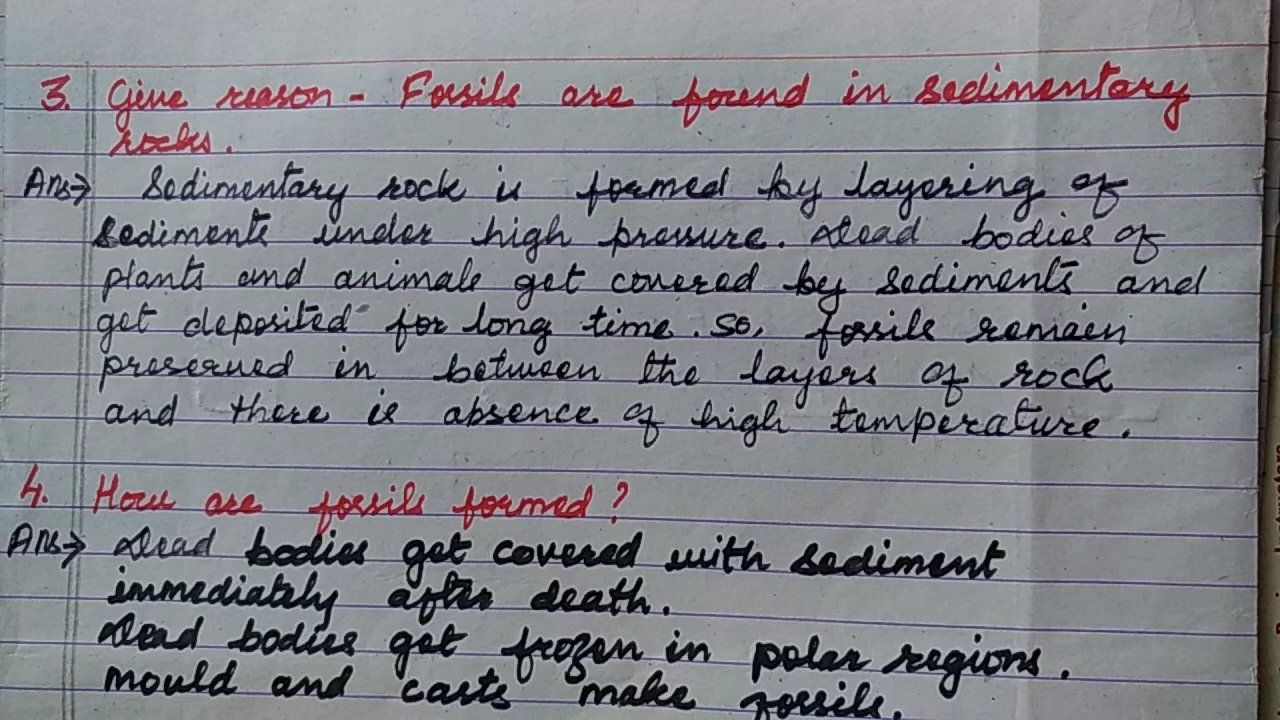 3. Give reason - Fossils are found in sedimentary
rocks.
Ans→ Sedimentary rock is formed by layering of
sediments under high pressure. Dead bodies of
plants and animals get covered by sediments and
get deposited for long time. so, fossils remain
preserved in between the layers of rock
and there is absence of high temperature.
4. How are fossils formed?
Ans→ Dead bodies get covered with sediment
immediately after death.
Dead bodies get frozen in polar regions.
mould and casts make fossils.